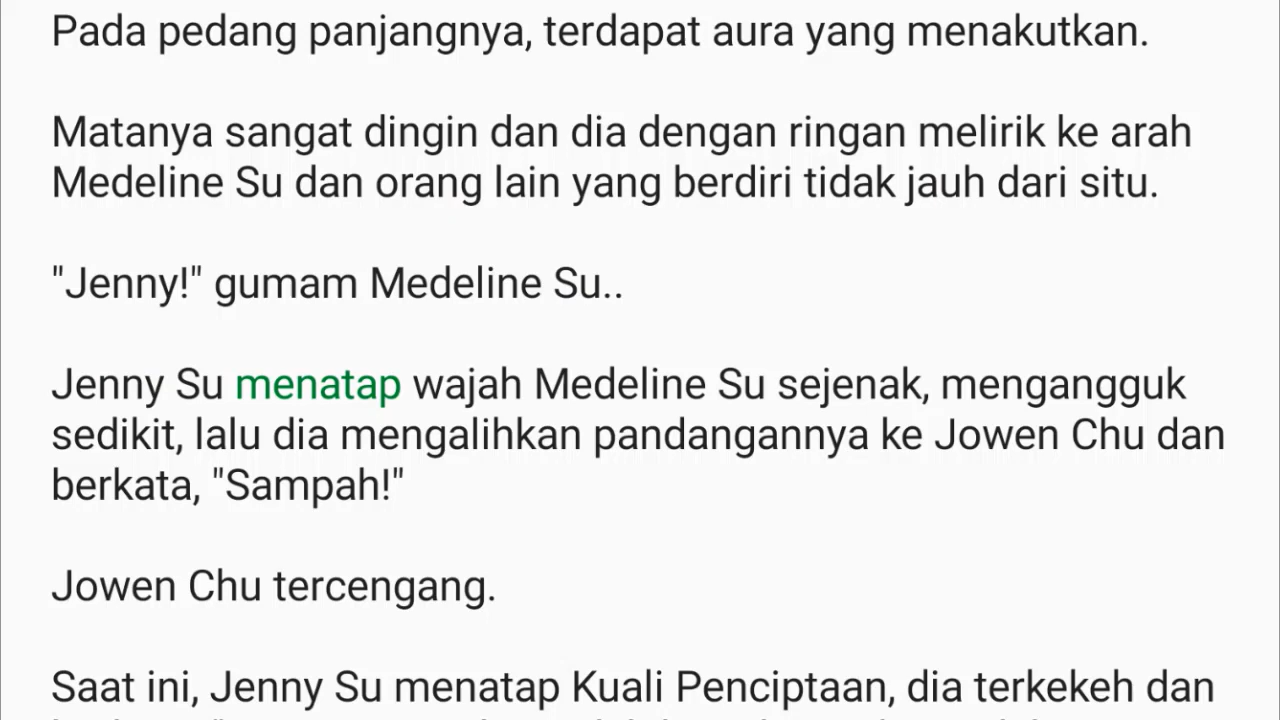 Pada pedang panjangnya, terdapat aura yang menakutkan.
Matanya sangat dingin dan dia dengan ringan melirik ke arah
Medeline Su dan orang lain yang berdiri tidak jauh dari situ.
"Jenny!" gumam Medeline Su..
Jenny Su menatap wajah Medeline Su sejenak, mengangguk
sedikit, lalu dia mengalihkan pandangannya ke Jowen Chu dan
berkata, "Sampah!"
Jowen Chu tercengang.
Saat ini, Jenny Su menatap Kuali Penciptaan, dia terkekeh dan